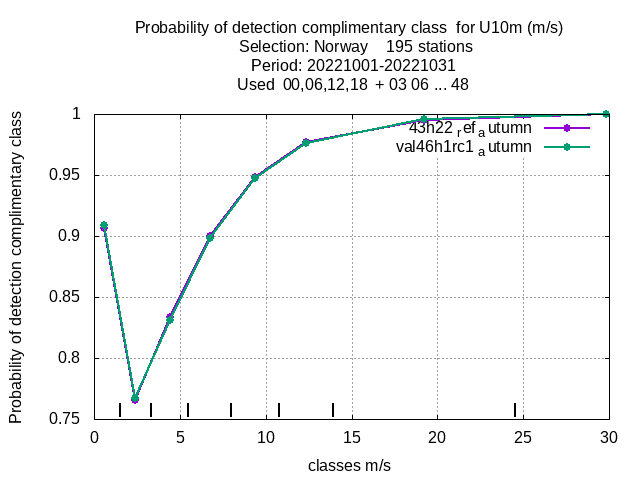 Probability of detection complimentary class  for U10m (m/s)
Selection: Norway    195 stations
Period: 20221001-20221031
Used  00,06,12,18  + 03 06 ... 48
Probability of detection complimentary class
1
0.95
0.9
0.85
0.8
0.75
43h22 ref autumn
val46h1rc1 autumn
0 5 10 15 20 25 30
classes m/s